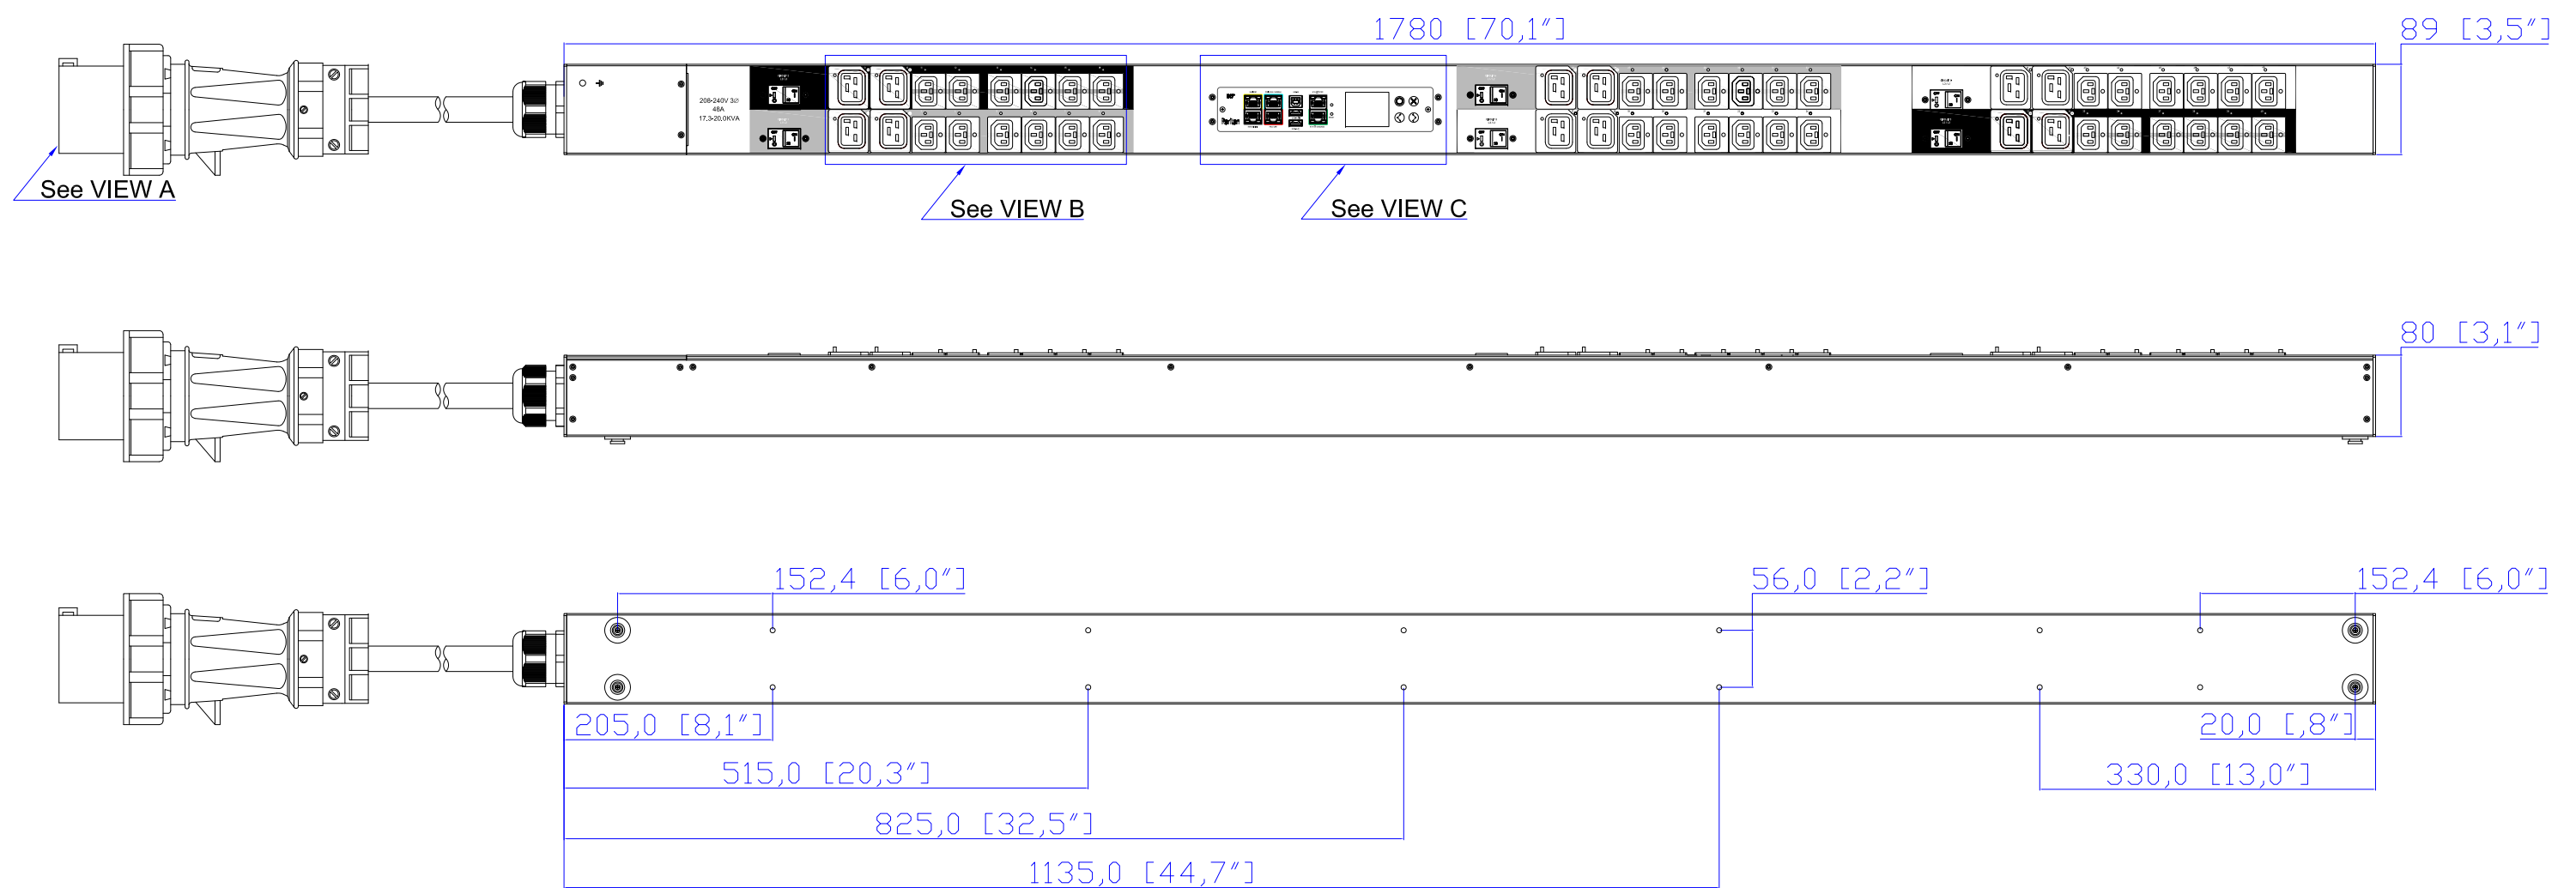 1780 [70,1"]
89 [3,5"]
208-240V 3∅
48A
17,3-20,0KVA
Raritan
See VIEW A
See VIEW B
See VIEW C
80 [3,1"]
152,4 [6,0"]
56,0 [2,2"]
152,4 [6,0"]
205,0 [8,1"]
20,0 [,8"]
515,0 [20,3"]
330,0 [13,0"]
825,0 [32,5"]
1135,0 [44,7"]